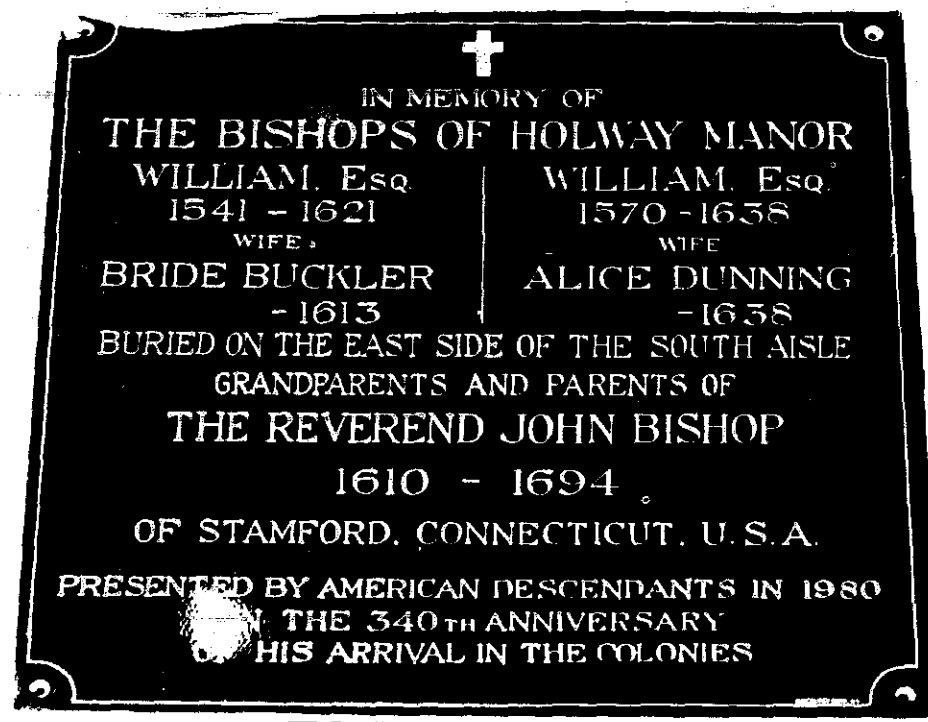 IN MEMORY OF
THE BISHOPS OF HOLWAY MANOR
WILLIAM, ESQ.
1541 - 1621
WIFE
BRIDE BUCKLER
- 1613
WILLIAM, ESQ.
1570 - 1638
WIFE
ALICE DUNNING
- 1638
BURIED ON THE EAST SIDE OF THE SOUTH AISLE
GRANDPARENTS AND PARENTS OF
THE REVEREND JOHN BISHOP
1610 - 1694
OF STAMFORD, CONNECTICUT, U.S.A.
PRESENTED BY AMERICAN DESCENDANTS IN 1980
THE 340TH ANNIVERSARY
HIS ARRIVAL IN THE COLONIES